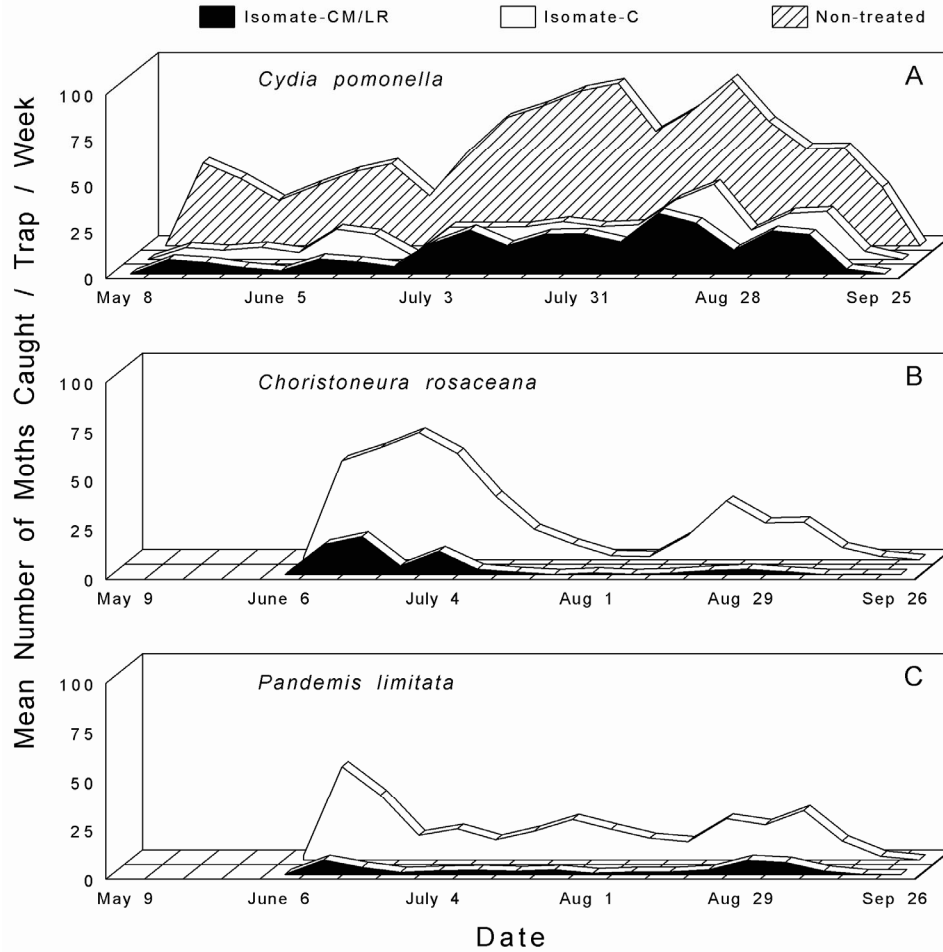 Isomate-CM/LR Isomate-C Non-treated
Mean Number of Moths Caught / Trap / Week
Cydia pomonella A
100
75
50
25
0
May 8 June 5 July 3 July 31 Aug 28 Sep 25
Choristoneura rosaceana B
100
75
50
25
0
May 9 June 6 July 4 Aug 1 Aug 29 Sep 26
Pandemis limitata C
100
75
50
25
0
May 9 June 6 July 4 Aug 1 Aug 29 Sep 26
Date